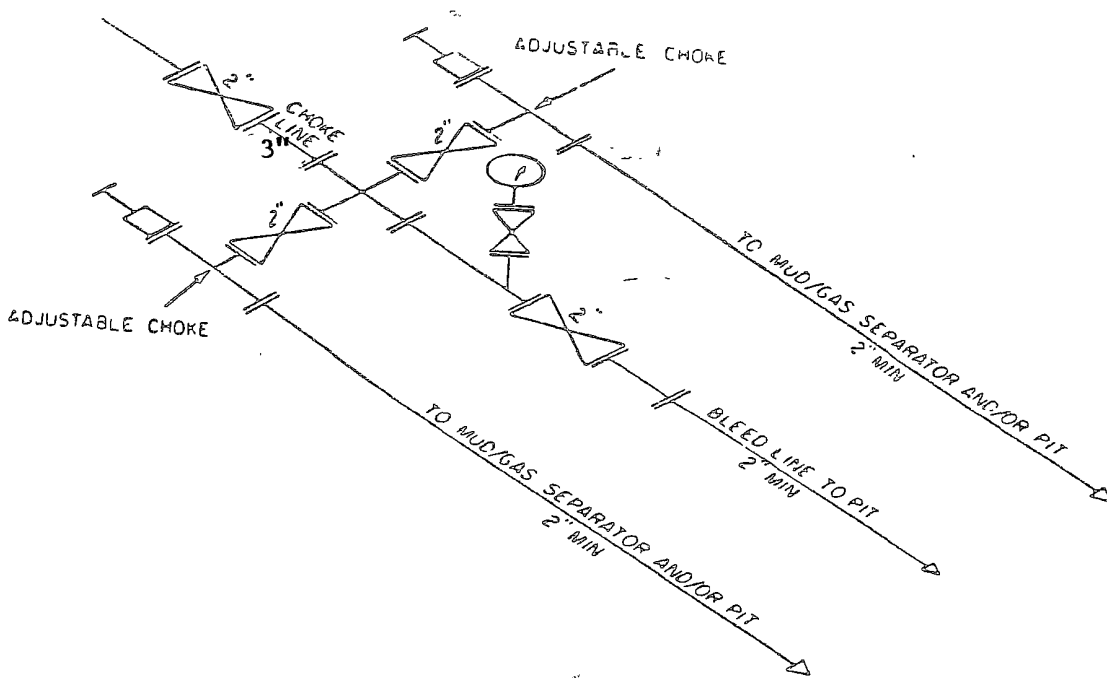 ADJUSTABLE CHOKE
2"
CHOKE
LINE
3"
2"
P
2"
ADJUSTABLE CHOKE
2"
TO MUD/GAS SEPARATOR AND/OR PIT
2" MIN
BLEED LINE TO PIT
2" MIN
TO MUD/GAS SEPARATOR AND/OR PIT
2" MIN